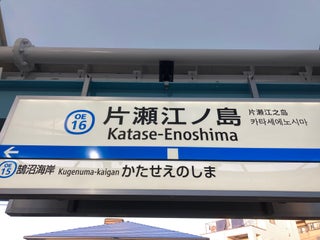 OE
16
片瀬江ノ島
Katase-Enoshima
片瀬江之岛
카타세에노시마
OE
15
鵠沼海岸
Kugenuma-kaigan
かたせえのしま